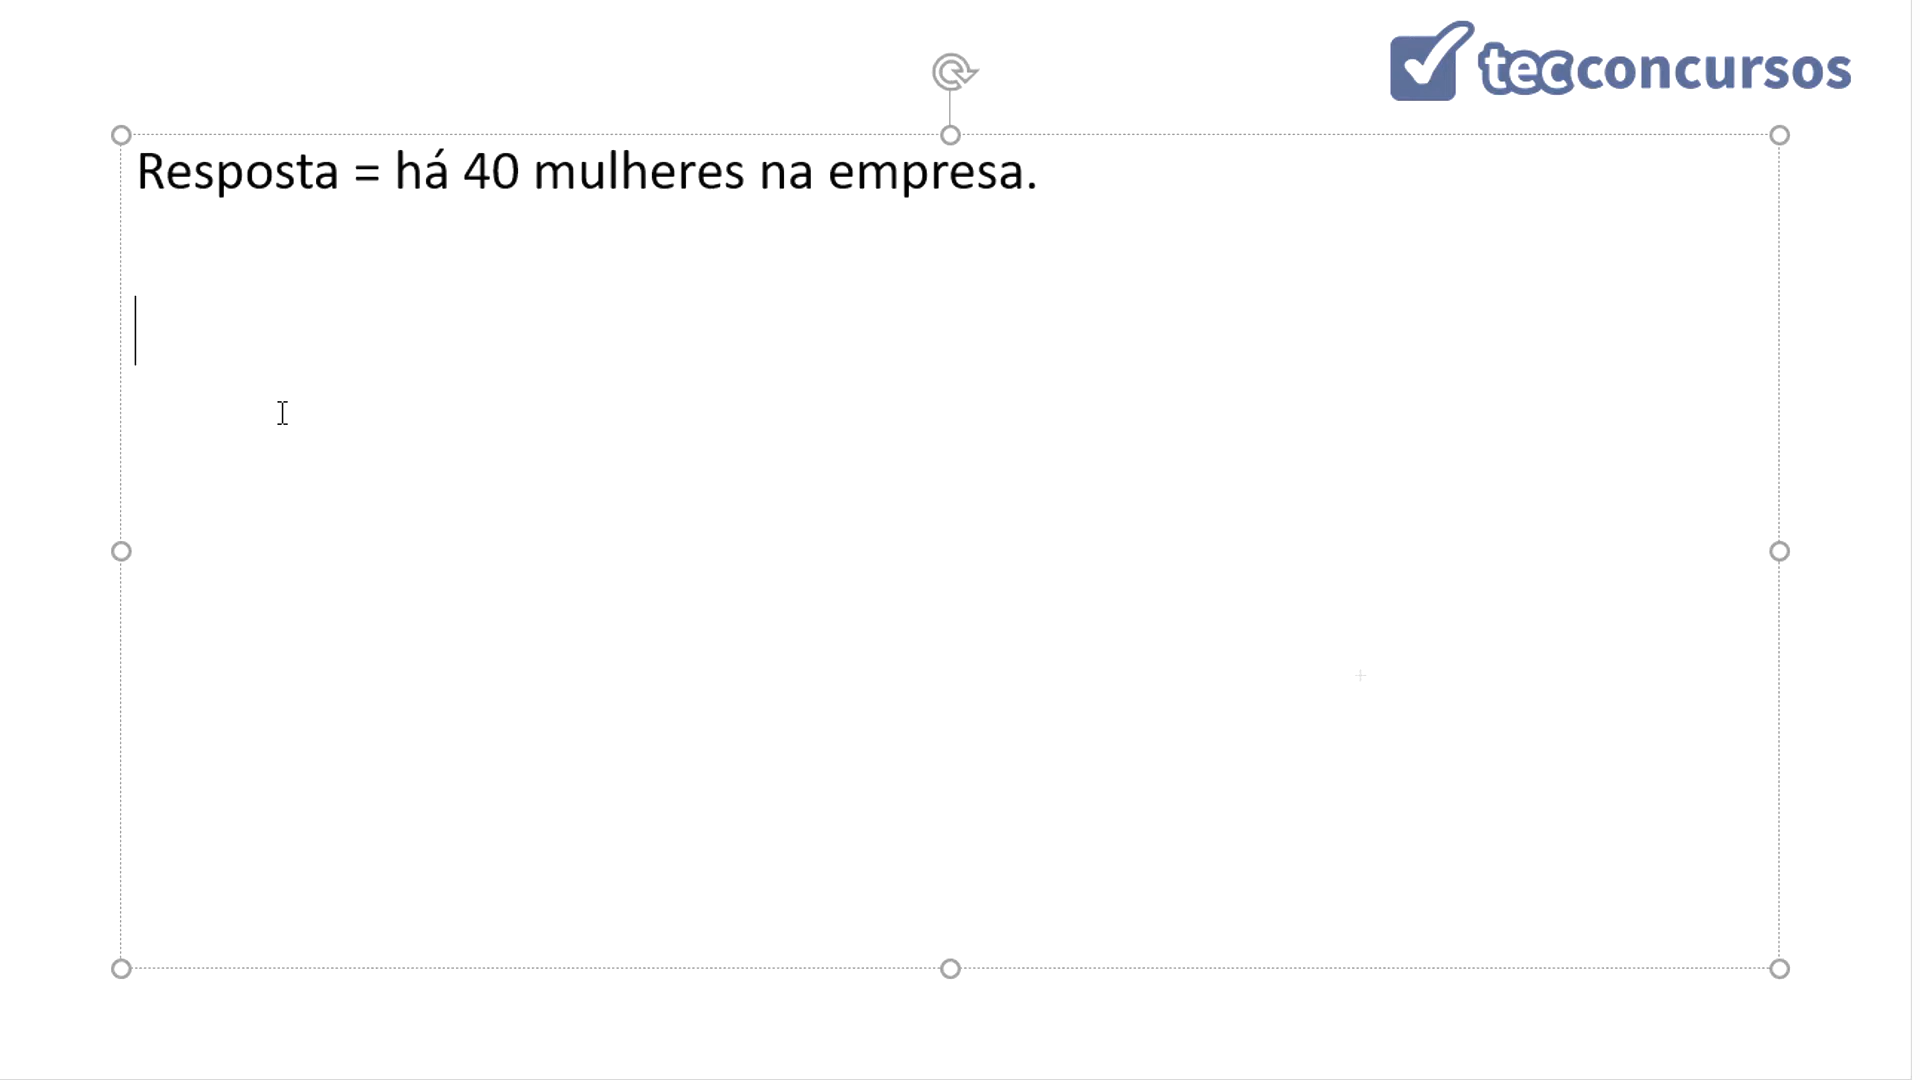 tecconcursos
Resposta = há 40 mulheres na empresa.